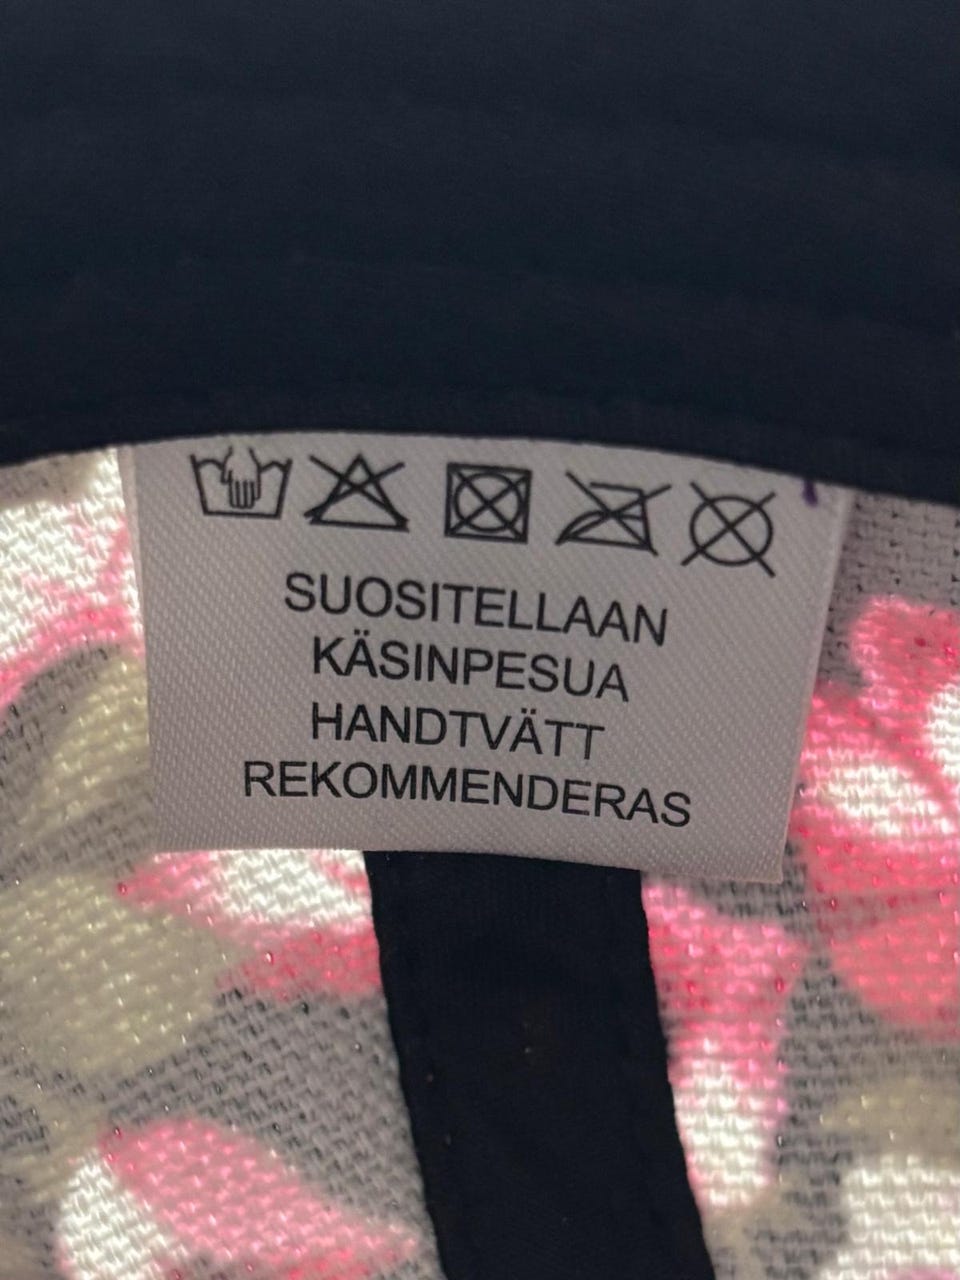 SUOSITELLAAN
KÄSINPESUA
HANDTVÄTT
REKOMMENDERAS